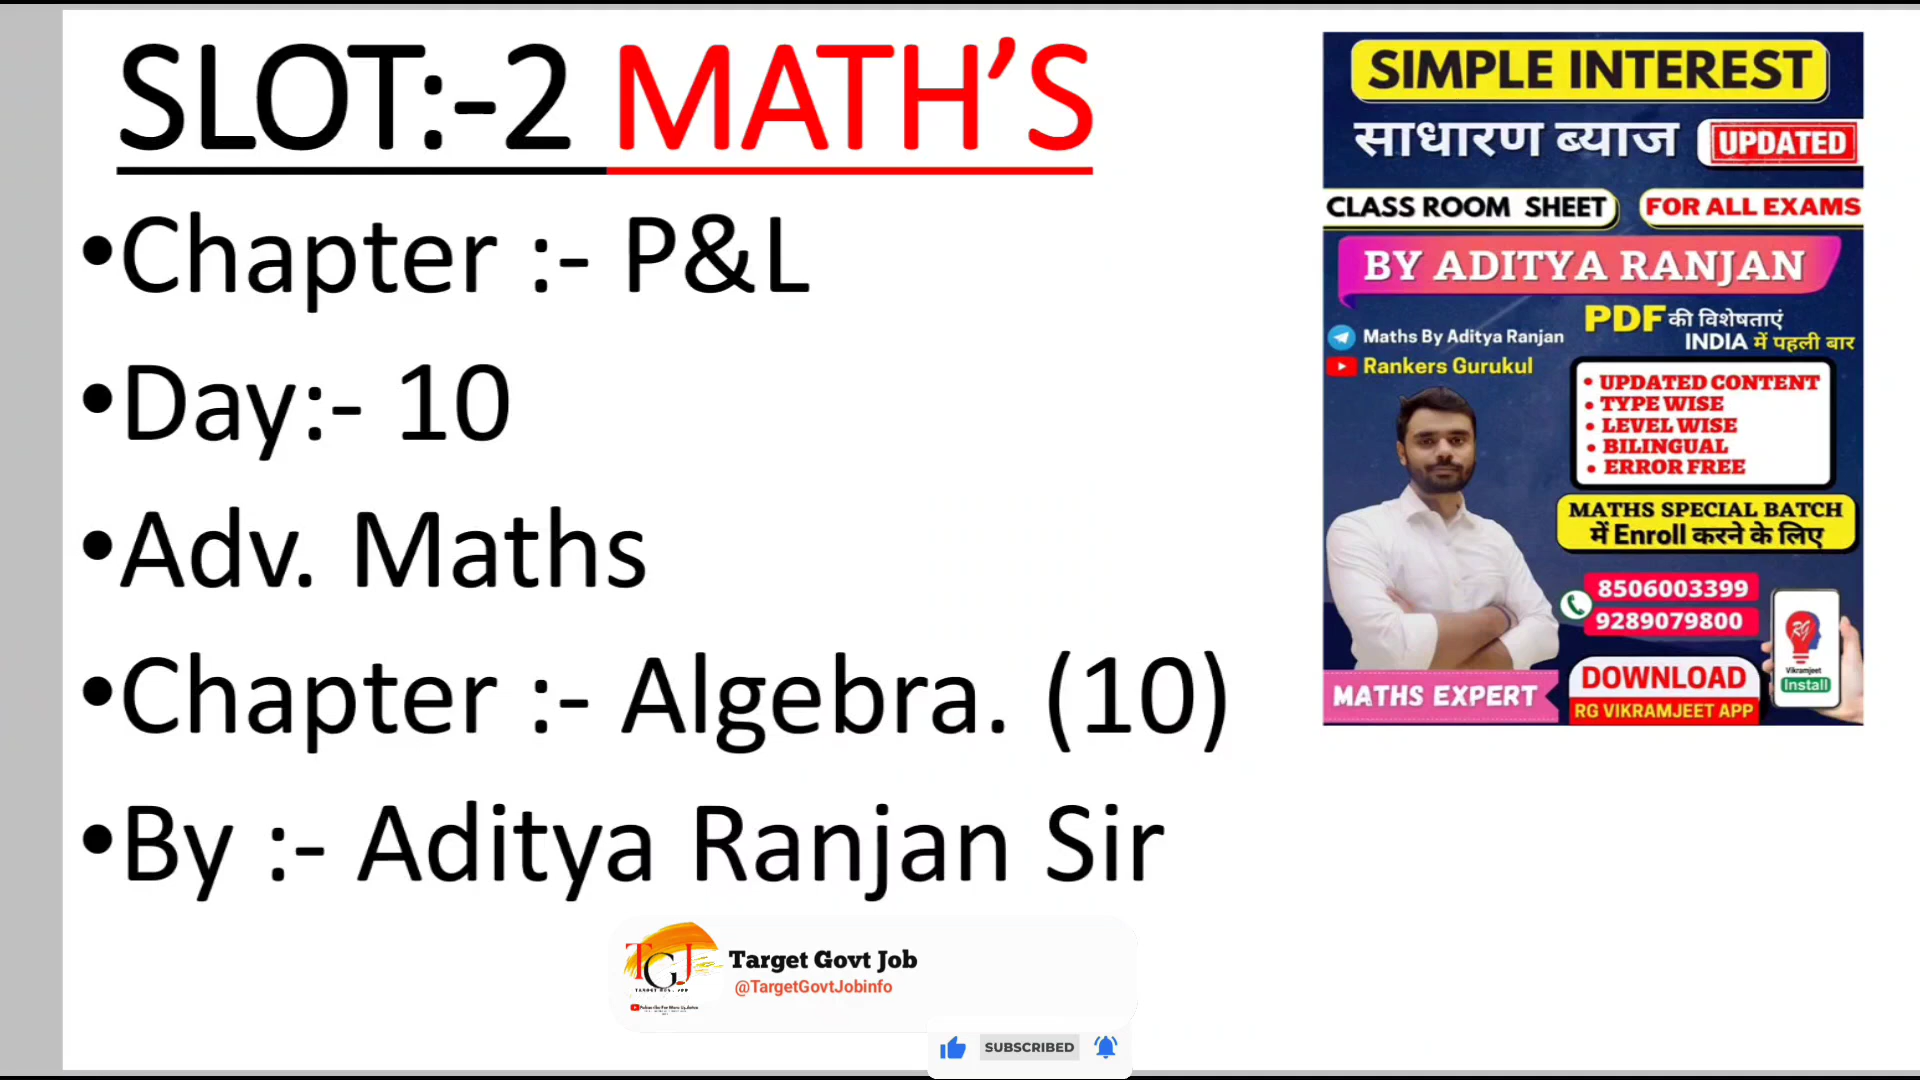 SLOT:-2 MATH’S
•Chapter :- P&L
•Day:- 10
•Adv. Maths
•Chapter :- Algebra. (10)
•By :- Aditya Ranjan Sir
SIMPLE INTEREST
साधारण ब्याज UPDATED
CLASS ROOM SHEET FOR ALL EXAMS
BY ADITYA RANJAN
Maths By Aditya Ranjan
Rankers Gurukul
PDF की विशेषताएं
INDIA में पहली बार
• UPDATED CONTENT
• TYPE WISE
• LEVEL WISE
• BILINGUAL
• ERROR FREE
MATHS SPECIAL BATCH
में Enroll करने के लिए
8506003399
9289079800
RG
Vikramjeet
Install
MATHS EXPERT
DOWNLOAD
RG VIKRAMJEET APP
TGJ
Target Govt Job
@TargetGovtJobinfo
SUBSCRIBED